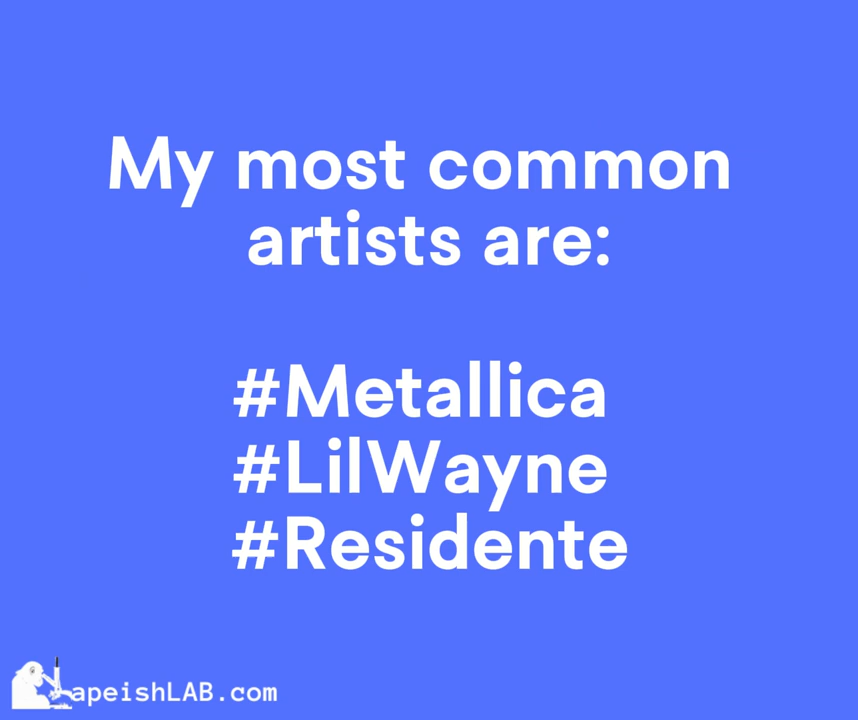 My most common
artists are:
#Metallica
#LilWayne
#Residente
apeishLAB.com